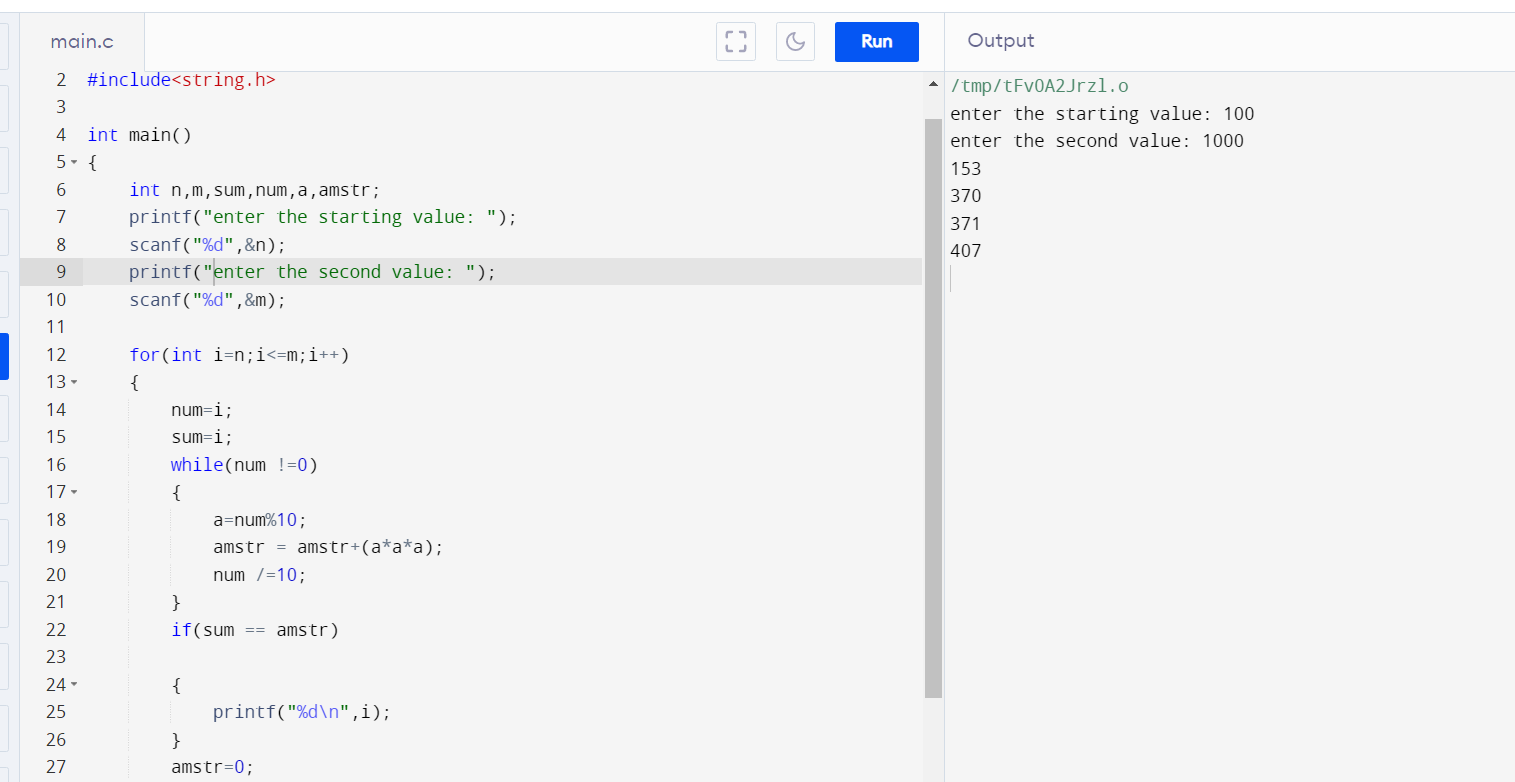 main.c
Run
2 #include<string.h>
3
4 int main()
5 {
6 int n,m,sum,num,a,amstr;
7 printf("enter the starting value: ");
8 scanf("%d",&n);
9 printf("enter the second value: ");
10 scanf("%d",&m);
11
12 for(int i=n;i<=m;i++)
13 {
14 num=i;
15 sum=i;
16 while(num !=0)
17 {
18 a=num%10;
19 amstr = amstr+(a*a*a);
20 num /=10;
21 }
22 if(sum == amstr)
23
24 {
25 printf("%d\n",i);
26 }
27 amstr=0;
Output
/tmp/tFvOA2Jrzl.o
enter the starting value: 100
enter the second value: 1000
153
370
371
407